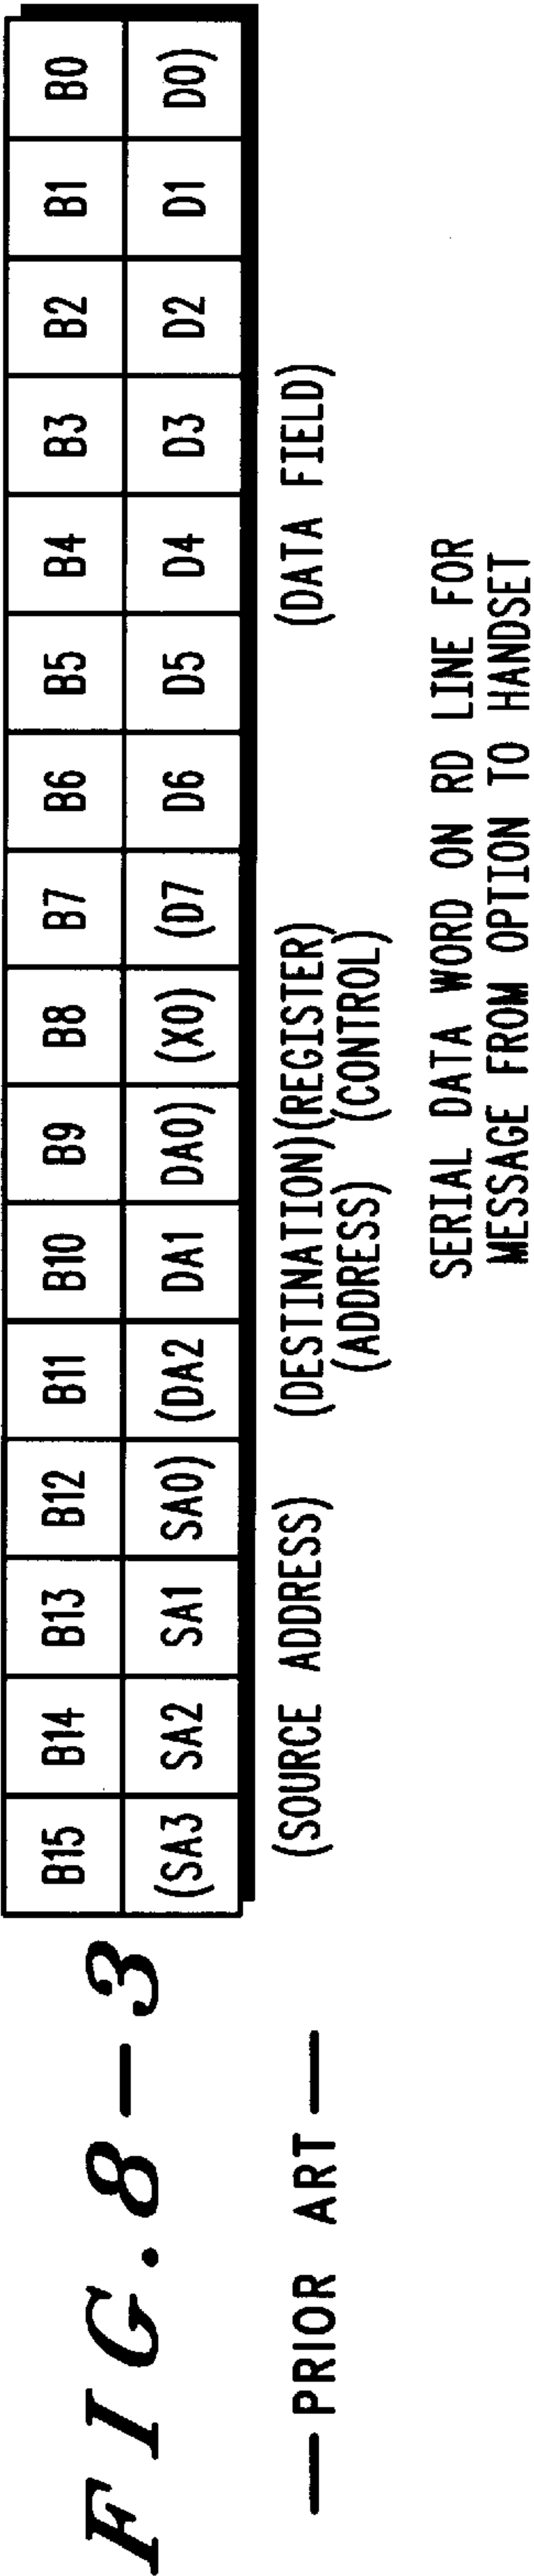 FIG. 8-3
— PRIOR ART —
B15 B14 B13 B12 B11 B10 B9 B8 B7 B6 B5 B4 B3 B2 B1 B0
(SA3 SA2 SA1 SA0) (DA2 DA1 DA0) (X0) (D7 D6 D5 D4 D3 D2 D1 D0)
(SOURCE ADDRESS) (DESTINATION) (REGISTER) (DATA FIELD)
(ADDRESS) (CONTROL)
SERIAL DATA WORD ON RD LINE FOR
MESSAGE FROM OPTION TO HANDSET